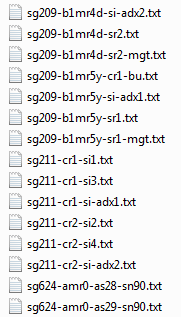 sg209-b1mr4d-si-adx2.txt
sg209-b1mr4d-sr2.txt
sg209-b1mr4d-sr2-mgt.txt
sg209-b1mr5y-cr1-bu.txt
sg209-b1mr5y-si-adx1.txt
sg209-b1mr5y-sr1.txt
sg209-b1mr5y-sr1-mgt.txt
sg211-cr1-si1.txt
sg211-cr1-si3.txt
sg211-cr1-si-adx1.txt
sg211-cr2-si2.txt
sg211-cr2-si4.txt
sg211-cr2-si-adx2.txt
sg624-amr0-as28-sn90.txt
sg624-amr0-as29-sn90.txt